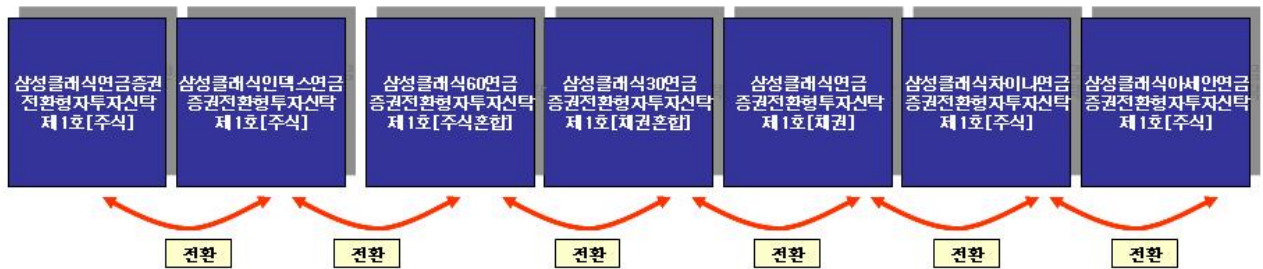 삼성클래식연금증권
전환형자투자신탁
제1호[주식]
삼성클래식인덱스연금
증권전환형자투자신탁
제1호[주식]
삼성클래식60연금
증권전환형자투자신탁
제1호[주식혼합]
삼성클래식30연금
증권전환형자투자신탁
제1호[채권혼합]
삼성클래식연금
증권전환형자투자신탁
제1호[채권]
삼성클래식차이나연금
증권전환형자투자신탁
제1호[주식]
삼성클래식아세안연금
증권전환형자투자신탁
제1호[주식]
전환
전환
전환
전환
전환
전환